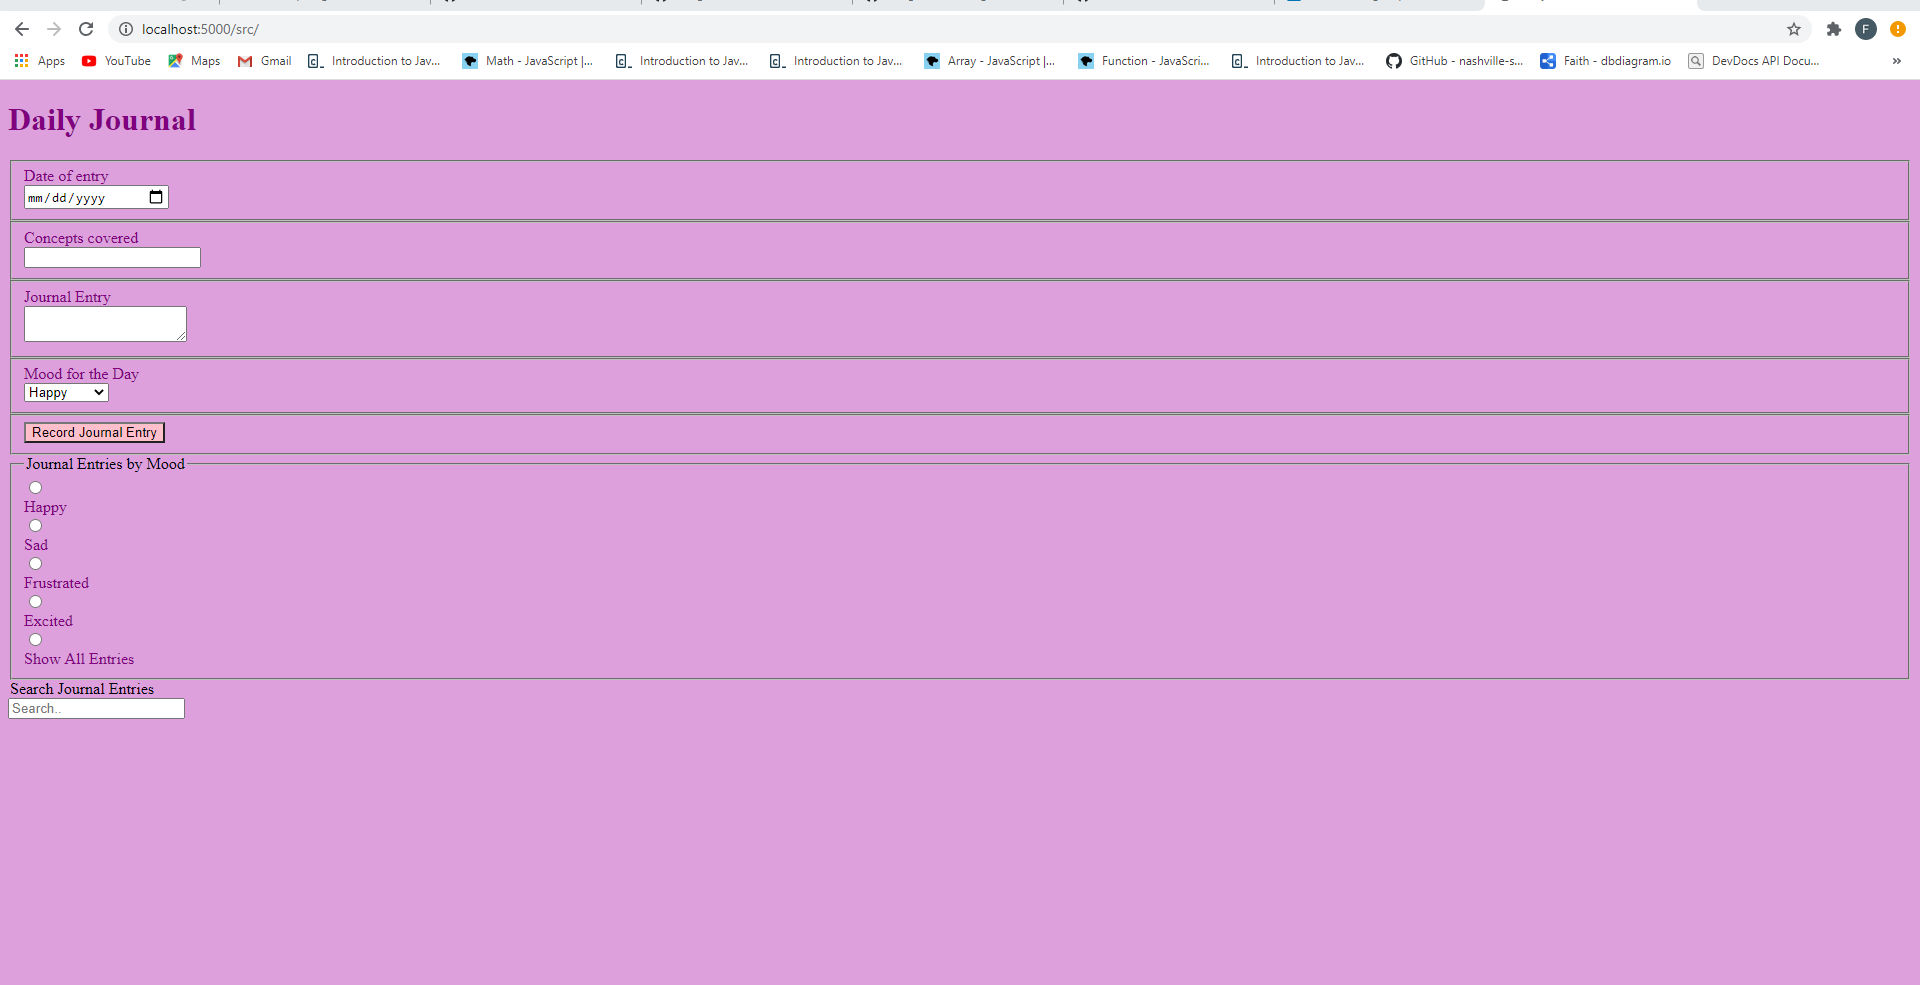 localhost:5000/src/
F
Apps YouTube Maps Gmail Introduction to Jav... Math - JavaScript |... Introduction to Jav... Introduction to Jav... Array - JavaScript |... Function - JavaScri... Introduction to Jav... GitHub - nashville-s... Faith - dbdiagram.io DevDocs API Docu... »
Daily Journal
Date of entry
mm/dd/yyyy
Concepts covered
Journal Entry
Mood for the Day
Happy
Record Journal Entry
Journal Entries by Mood
Happy
Sad
Frustrated
Excited
Show All Entries
Search Journal Entries
Search..